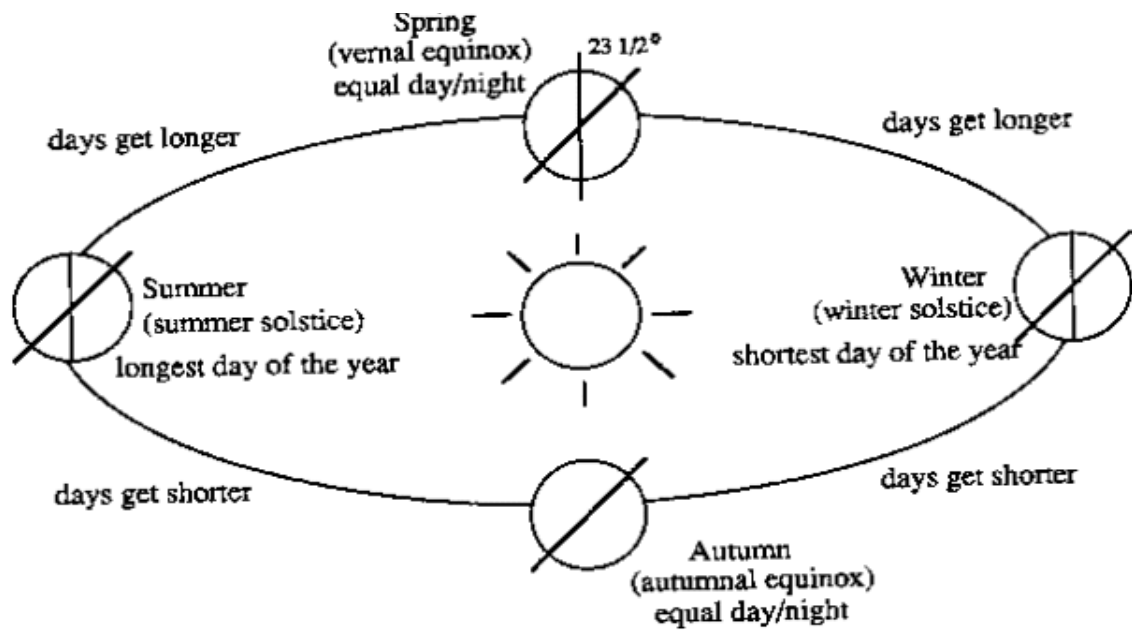 Spring
(vernal equinox)
equal day/night
23 1/2°
days get longer
days get longer
Summer
(summer solstice)
longest day of the year
Winter
(winter solstice)
shortest day of the year
days get shorter
days get shorter
Autumn
(autumnal equinox)
equal day/night